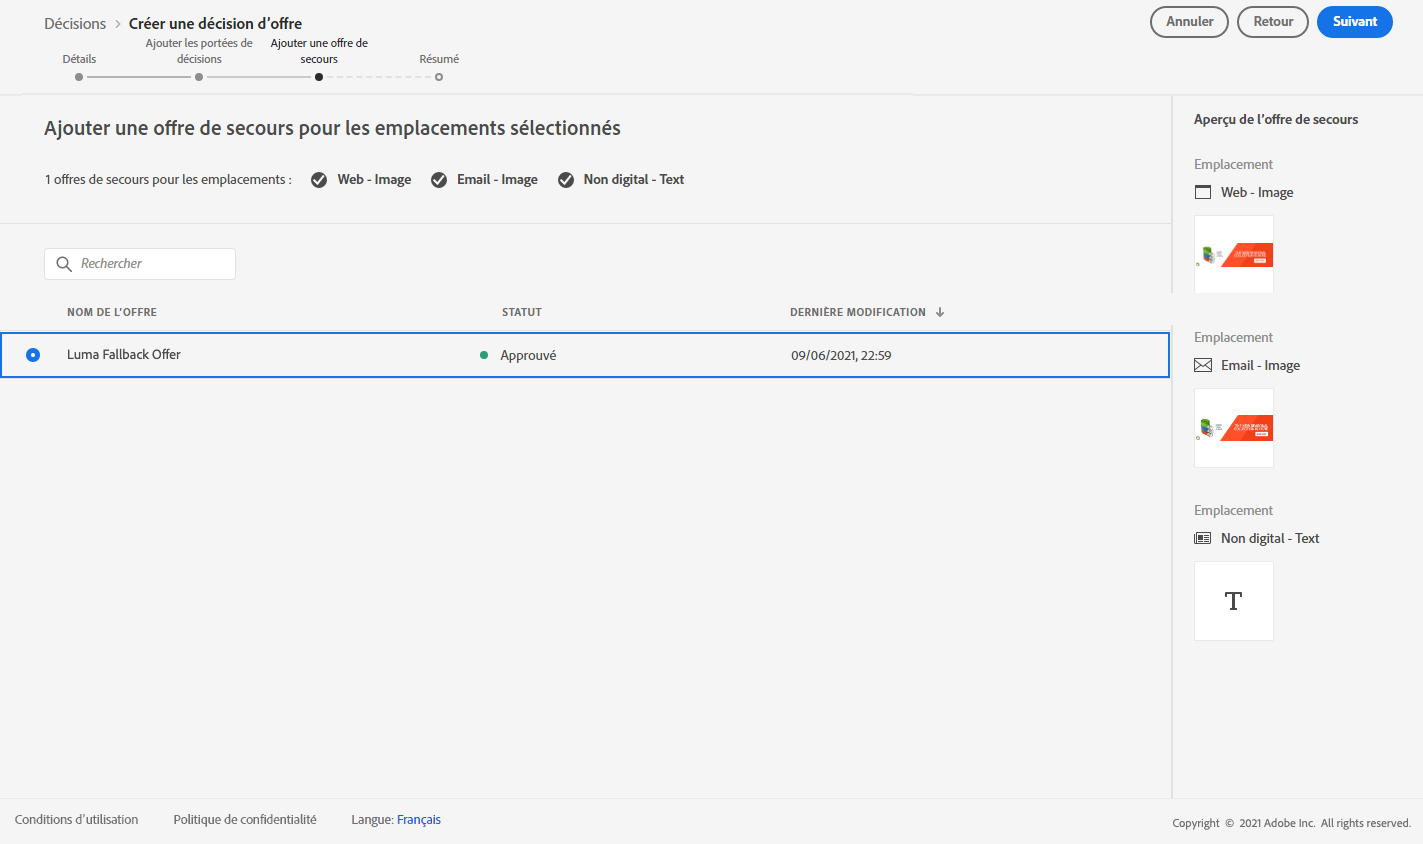 Décisions > Créer une décision d'offre
Annuler
Retour
Suivant
Détails
Ajouter les portées de
décisions
Ajouter une offre de
secours
Résumé
Ajouter une offre de secours pour les emplacements sélectionnés
1 offres de secours pour les emplacements : Web - Image Email - Image Non digital - Text
Rechercher
NOM DE L'OFFRE STATUT DERNIÈRE MODIFICATION
Luma Fallback Offer Approuvé 09/06/2021, 22:59
Aperçu de l'offre de secours
Emplacement
Web - Image
Emplacement
Email - Image
Emplacement
Non digital - Text
T
Conditions d'utilisation Politique de confidentialité Langue: Français
Copyright © 2021 Adobe Inc. All rights reserved.